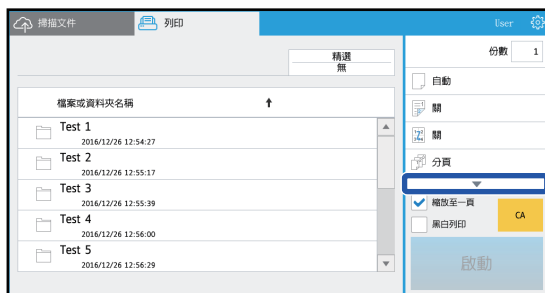 掃描文件
列印
User
精選
無
份數 1
檔案或資料夾名稱
Test 1
2016/12/26 12:54:27
Test 2
2016/12/26 12:55:17
Test 3
2016/12/26 12:55:39
Test 4
2016/12/26 12:56:00
Test 5
2016/12/26 12:56:29
自動
關
關
分頁
縮放至一頁
黑白列印
CA
啟動